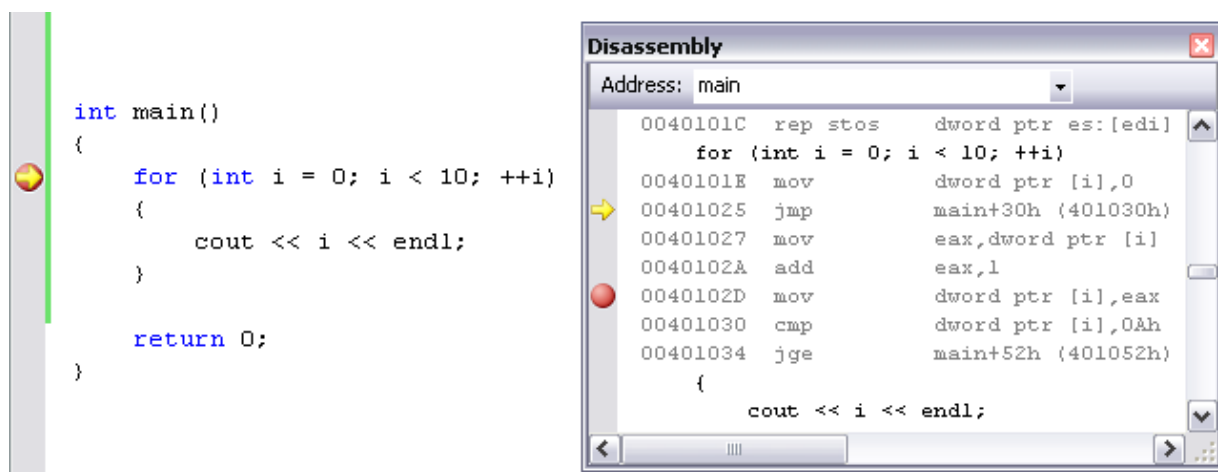 int main()
{
for (int i = 0; i < 10; ++i)
{
cout << i << endl;
}
return 0;
}
Disassembly
Address: main
0040101C rep stos dword ptr es:[edi]
for (int i = 0; i < 10; ++i)
0040101E mov dword ptr [i],0
00401025 jmp main+30h (401030h)
00401027 mov eax,dword ptr [i]
0040102A add eax,1
0040102D mov dword ptr [i],eax
00401030 cmp dword ptr [i],0Ah
00401034 jge main+52h (401052h)
{
cout << i << endl;